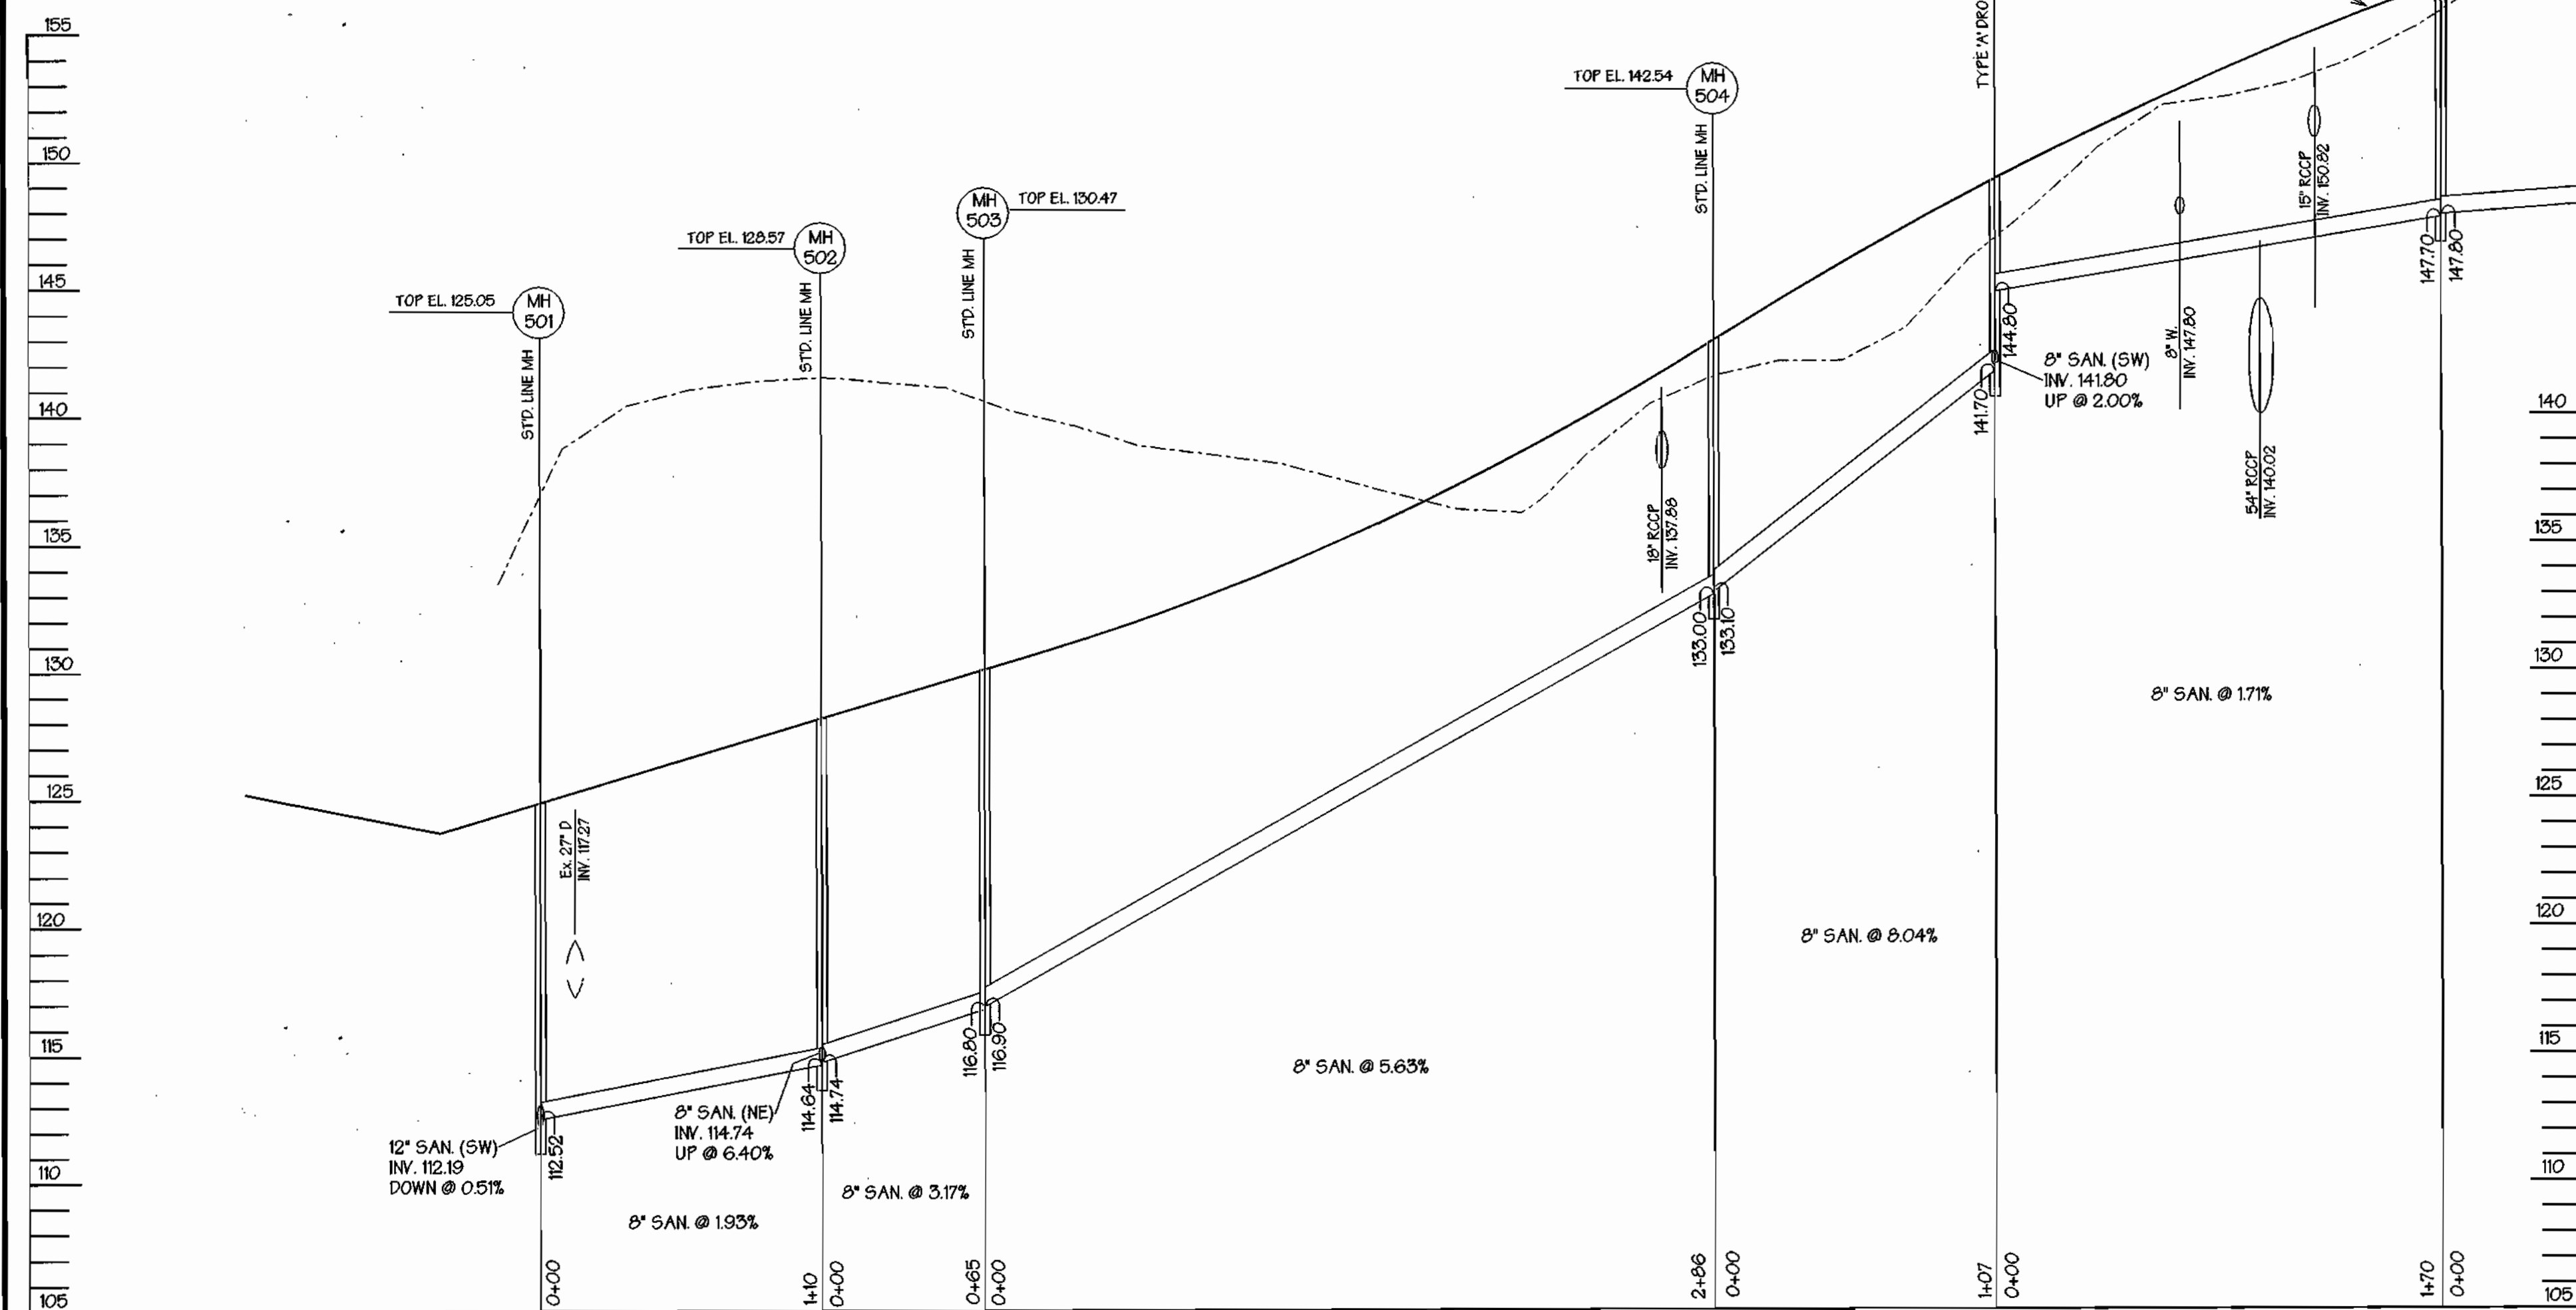 155
150
145
140
135
130
125
120
115
110
105
TOP EL. 125.05
MH
501
STD. LINE MH
Ex. 27" D
INV. 117.27
12" SAN. (SW)
INV. 112.19
DOWN @ 0.51%
112.52
8" SAN. @ 1.93%
0+00
TOP EL. 128.57
MH
502
STD. LINE MH
8" SAN. (NE)
INV. 114.74
UP @ 6.40%
114.64
114.74
8" SAN. @ 3.17%
1+10
0+00
MH
503
TOP EL. 130.47
STD. LINE MH
116.80
116.90
8" SAN. @ 5.63%
0+65
0+00
TOP EL. 142.54
MH
504
STD. LINE MH
18" RCCP
INV. 137.88
133.00
133.10
8" SAN. @ 8.04%
2+86
0+00
TYPE 'A' DRO
144.80
141.70
8" SAN. (SW)
INV. 141.80
UP @ 2.00%
1+07
0+00
8" W.
INV. 147.80
54" RCCP
INV. 140.02
15" RCCP
INV. 150.82
147.70
147.80
8" SAN. @ 1.71%
1+70
0+00
140
135
130
125
120
115
110
105